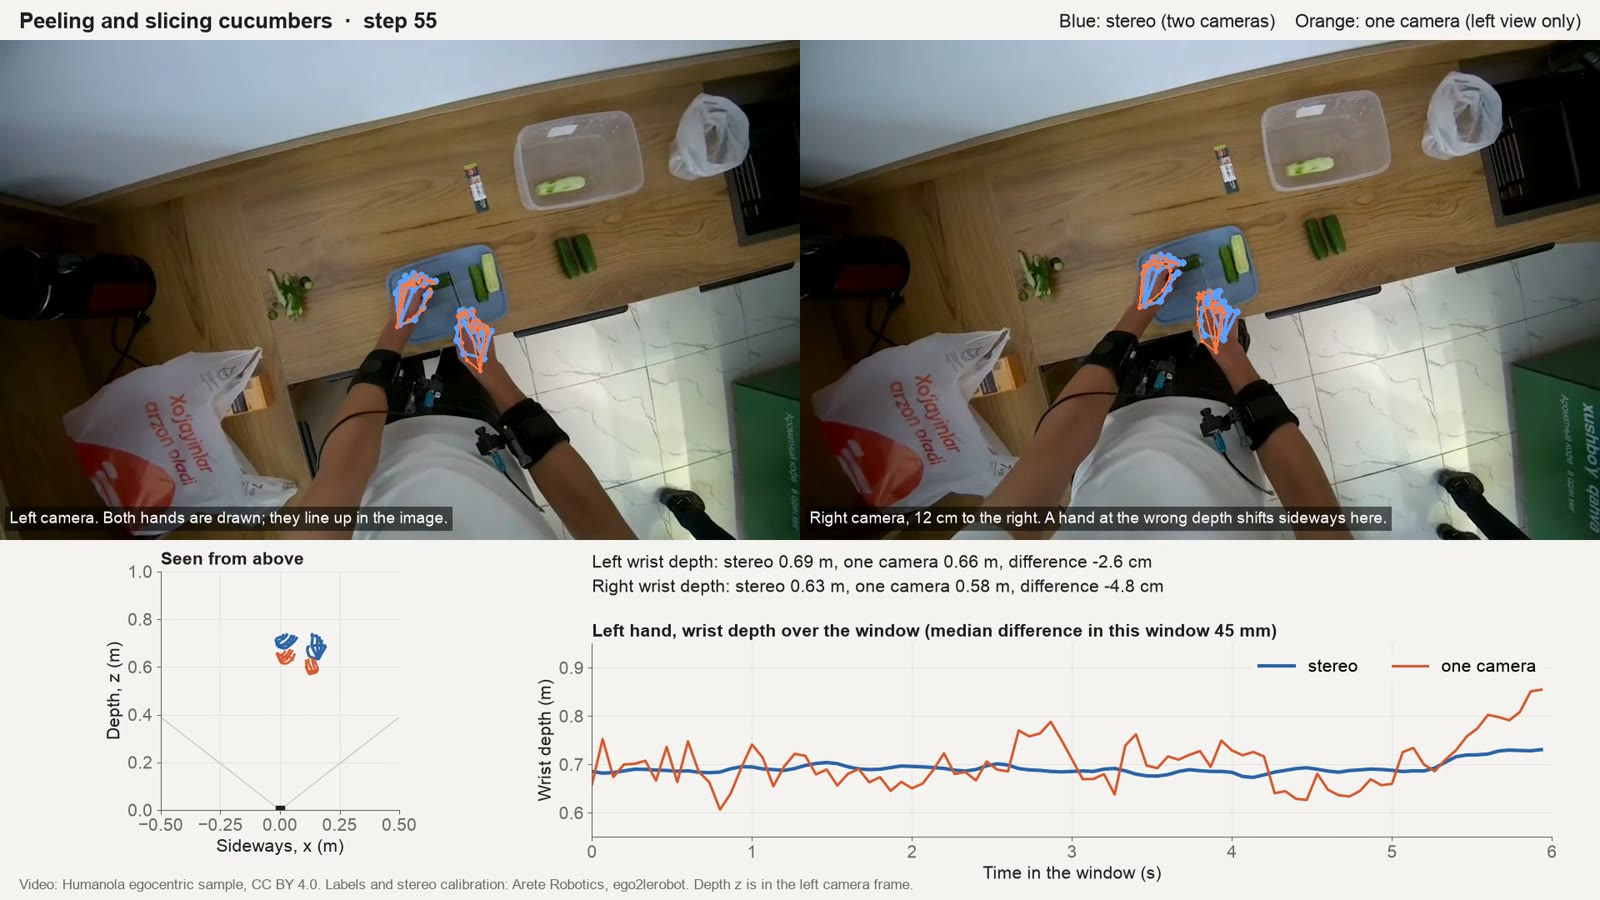 Peeling and slicing cucumbers · step 55
Blue: stereo (two cameras) Orange: one camera (left view only)
Xo'jayinlar
arzon oladi
Xo'jayinlar
arzon oladi
xushbo'y qahva
Left camera. Both hands are drawn; they line up in the image.
Right camera, 12 cm to the right. A hand at the wrong depth shifts sideways here.
Seen from above
1.0
0.8
0.6
0.4
0.2
0.0
−0.50 −0.25 0.00 0.25 0.50
Depth, z (m)
Sideways, x (m)
Left wrist depth: stereo 0.69 m, one camera 0.66 m, difference -2.6 cm
Right wrist depth: stereo 0.63 m, one camera 0.58 m, difference -4.8 cm
Left hand, wrist depth over the window (median difference in this window 45 mm)
stereo one camera
0.9
0.8
0.7
0.6
Wrist depth (m)
0 1 2 3 4 5 6
Time in the window (s)
Video: Humanola egocentric sample, CC BY 4.0. Labels and stereo calibration: Arete Robotics, ego2lerobot. Depth z is in the left camera frame.